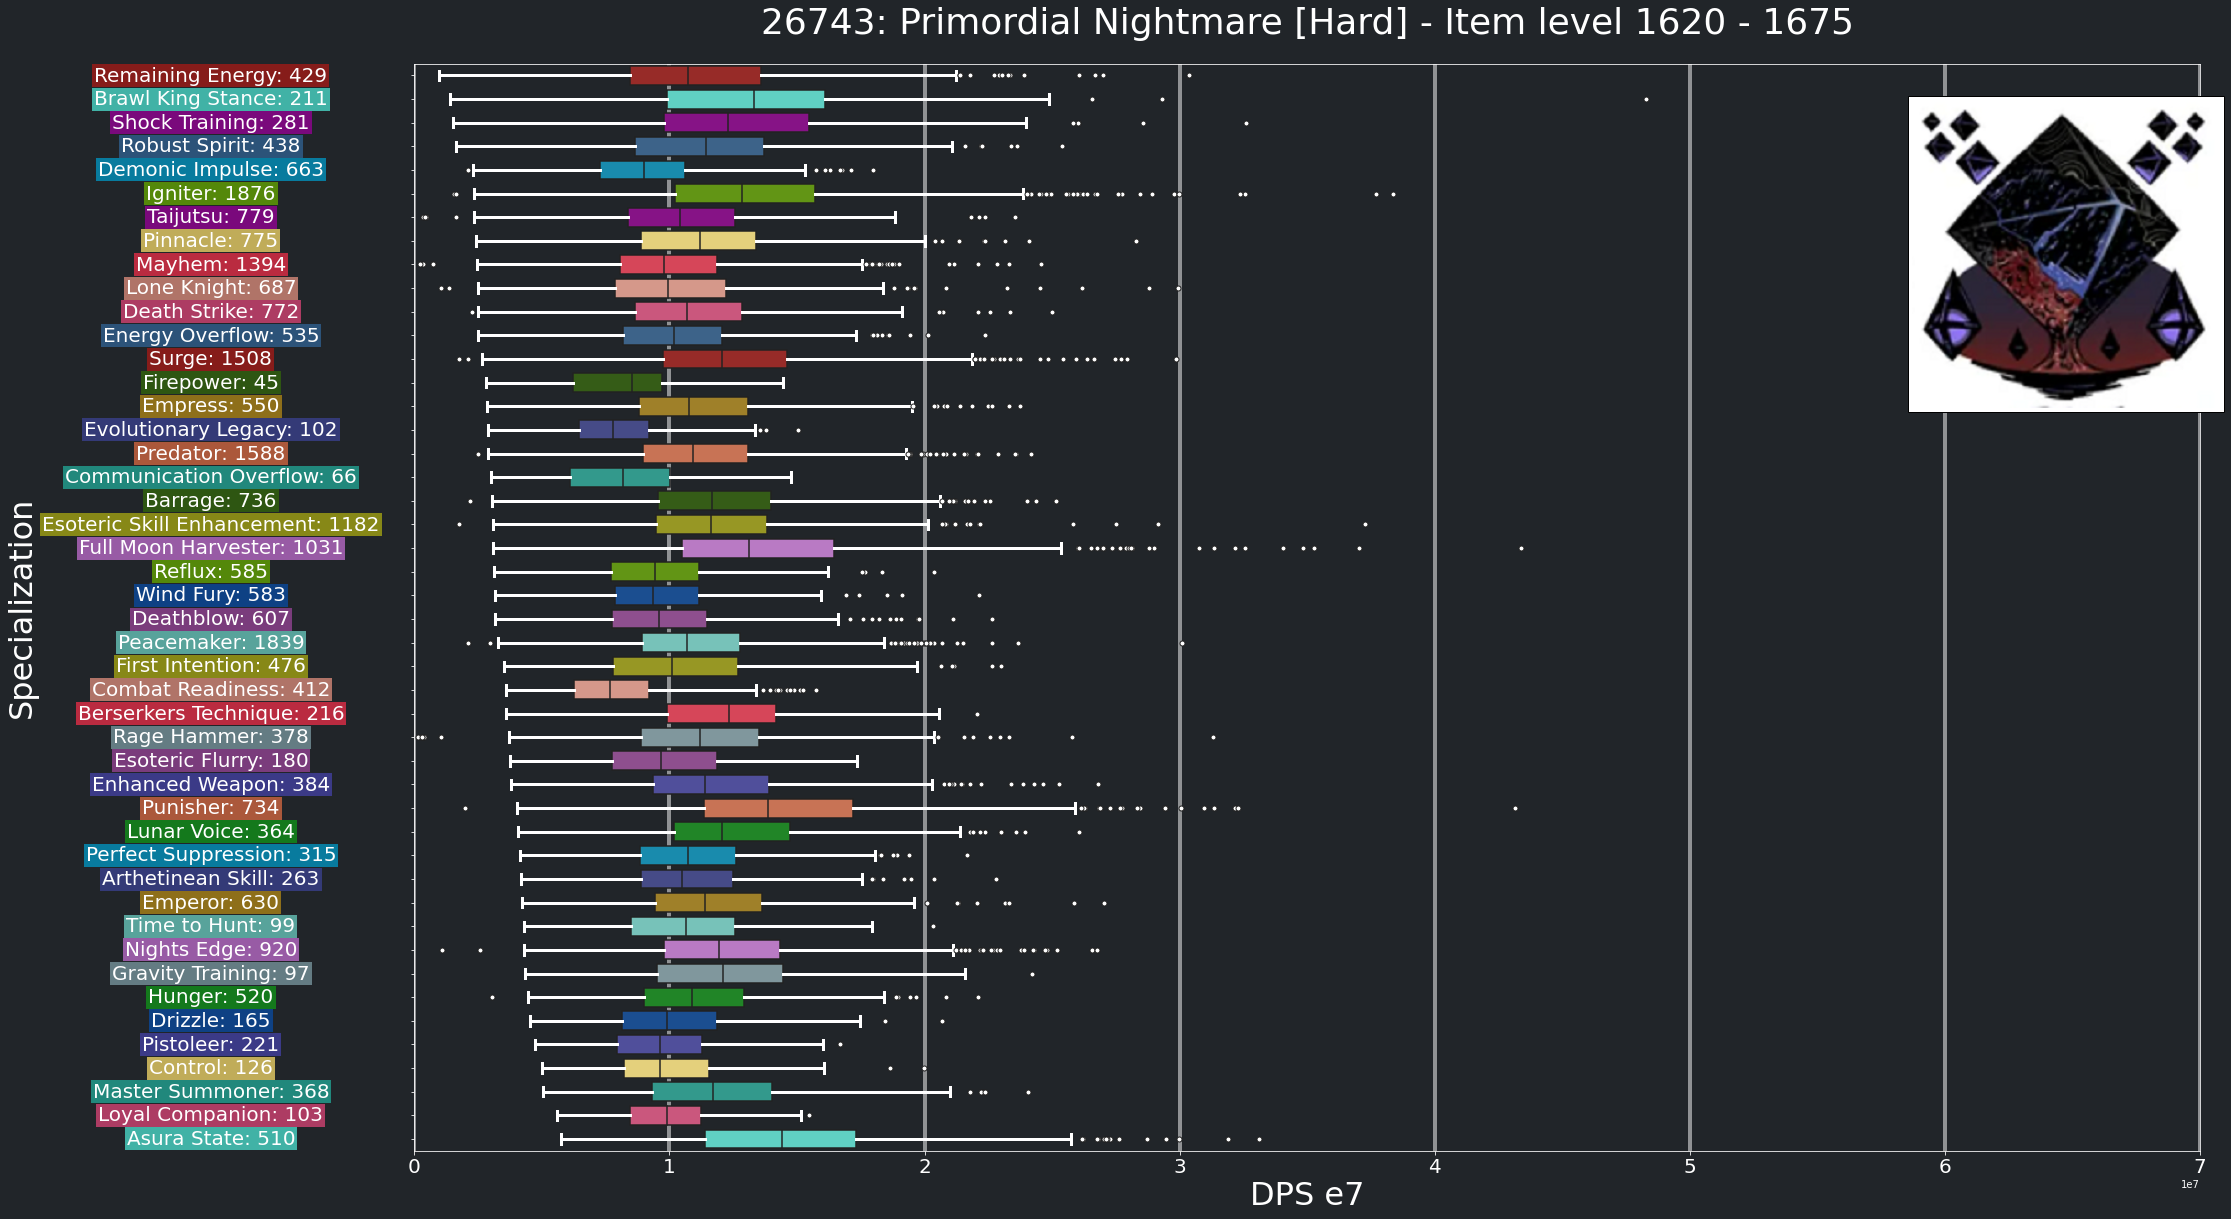 26743: Primordial Nightmare [Hard] - Item level 1620 - 1675
Specialization
Remaining Energy: 429
Brawl King Stance: 211
Shock Training: 281
Robust Spirit: 438
Demonic Impulse: 663
Igniter: 1876
Taijutsu: 779
Pinnacle: 775
Mayhem: 1394
Lone Knight: 687
Death Strike: 772
Energy Overflow: 535
Surge: 1508
Firepower: 45
Empress: 550
Evolutionary Legacy: 102
Predator: 1588
Communication Overflow: 66
Barrage: 736
Esoteric Skill Enhancement: 1182
Full Moon Harvester: 1031
Reflux: 585
Wind Fury: 583
Deathblow: 607
Peacemaker: 1839
First Intention: 476
Combat Readiness: 412
Berserkers Technique: 216
Rage Hammer: 378
Esoteric Flurry: 180
Enhanced Weapon: 384
Punisher: 734
Lunar Voice: 364
Perfect Suppression: 315
Arthetinean Skill: 263
Emperor: 630
Time to Hunt: 99
Nights Edge: 920
Gravity Training: 97
Hunger: 520
Drizzle: 165
Pistoleer: 221
Control: 126
Master Summoner: 368
Loyal Companion: 103
Asura State: 510
0 1 2 3 4 5 6 7
1e7
DPS e7